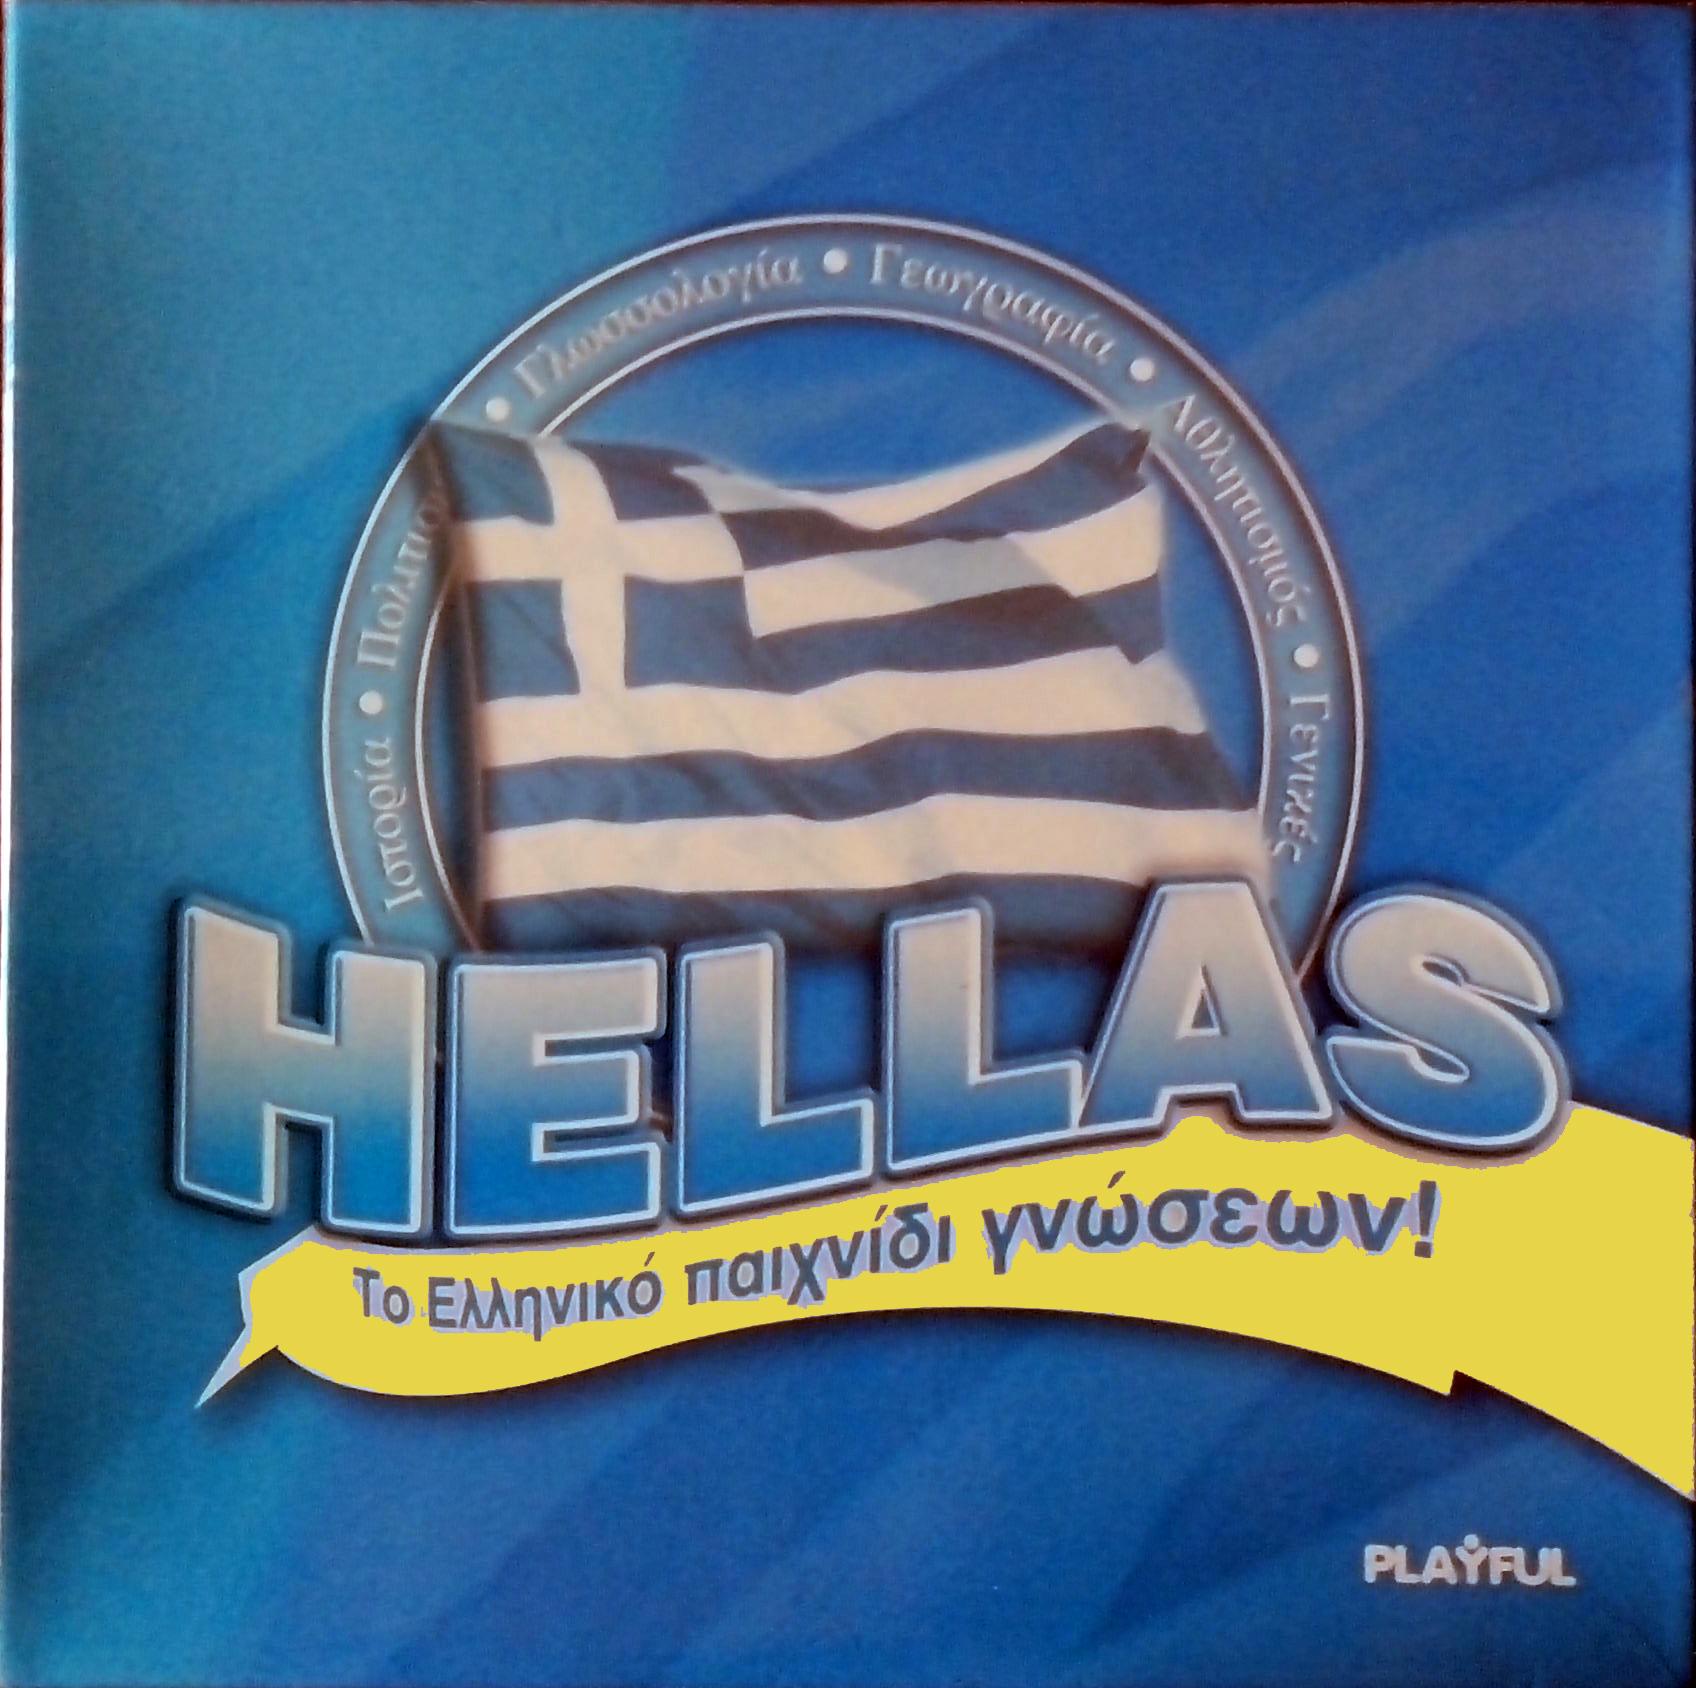 Ιστορία • Πολιτισ • Γλωσσολογία • Γεωγραφία • Αθλητισμός • Γενικές
HELLAS
Το Ελληνικό παιχνίδι γνώσεων!
PLAYFUL